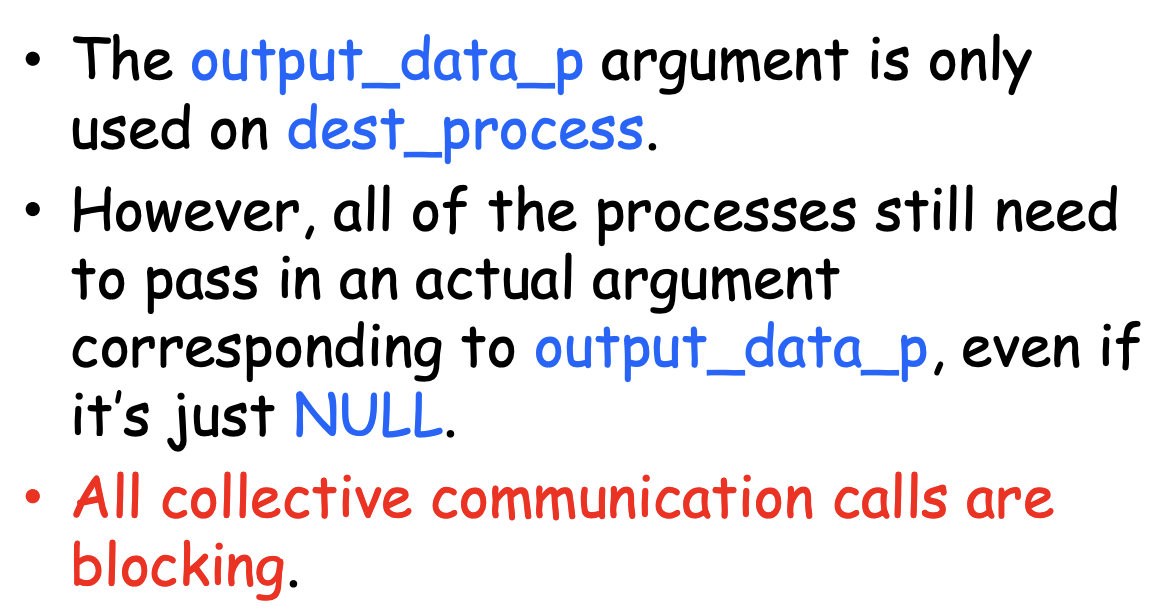 • The output_data_p argument is only
used on dest_process.
• However, all of the processes still need
to pass in an actual argument
corresponding to output_data_p, even if
it's just NULL.
• All collective communication calls are
blocking.